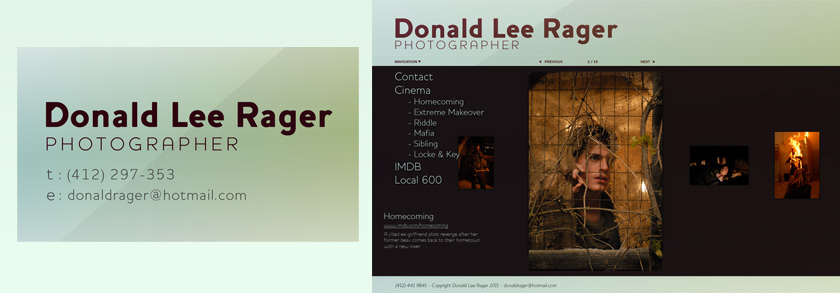 Donald Lee Rager
PHOTOGRAPHER
t : (412) 297-353
e : donaldrager@hotmail.com
Donald Lee Rager
PHOTOGRAPHER
NAVIGATION ▼
◄ PREVIOUS
1 / 10
NEXT ►
Contact
Cinema
- Homecoming
- Extreme Makeover
- Riddle
- Mafia
- Sibling
- Locke & Key
IMDB
Local 600
Homecoming
www.imdb.com/homecoming
A jilted ex-girlfriend plots revenge after her
former beau comes back to their hometown
with a new lover.
(412) 441 9841 - Copyright Donald Lee Rager 2011 - donaldrager@hotmail.com